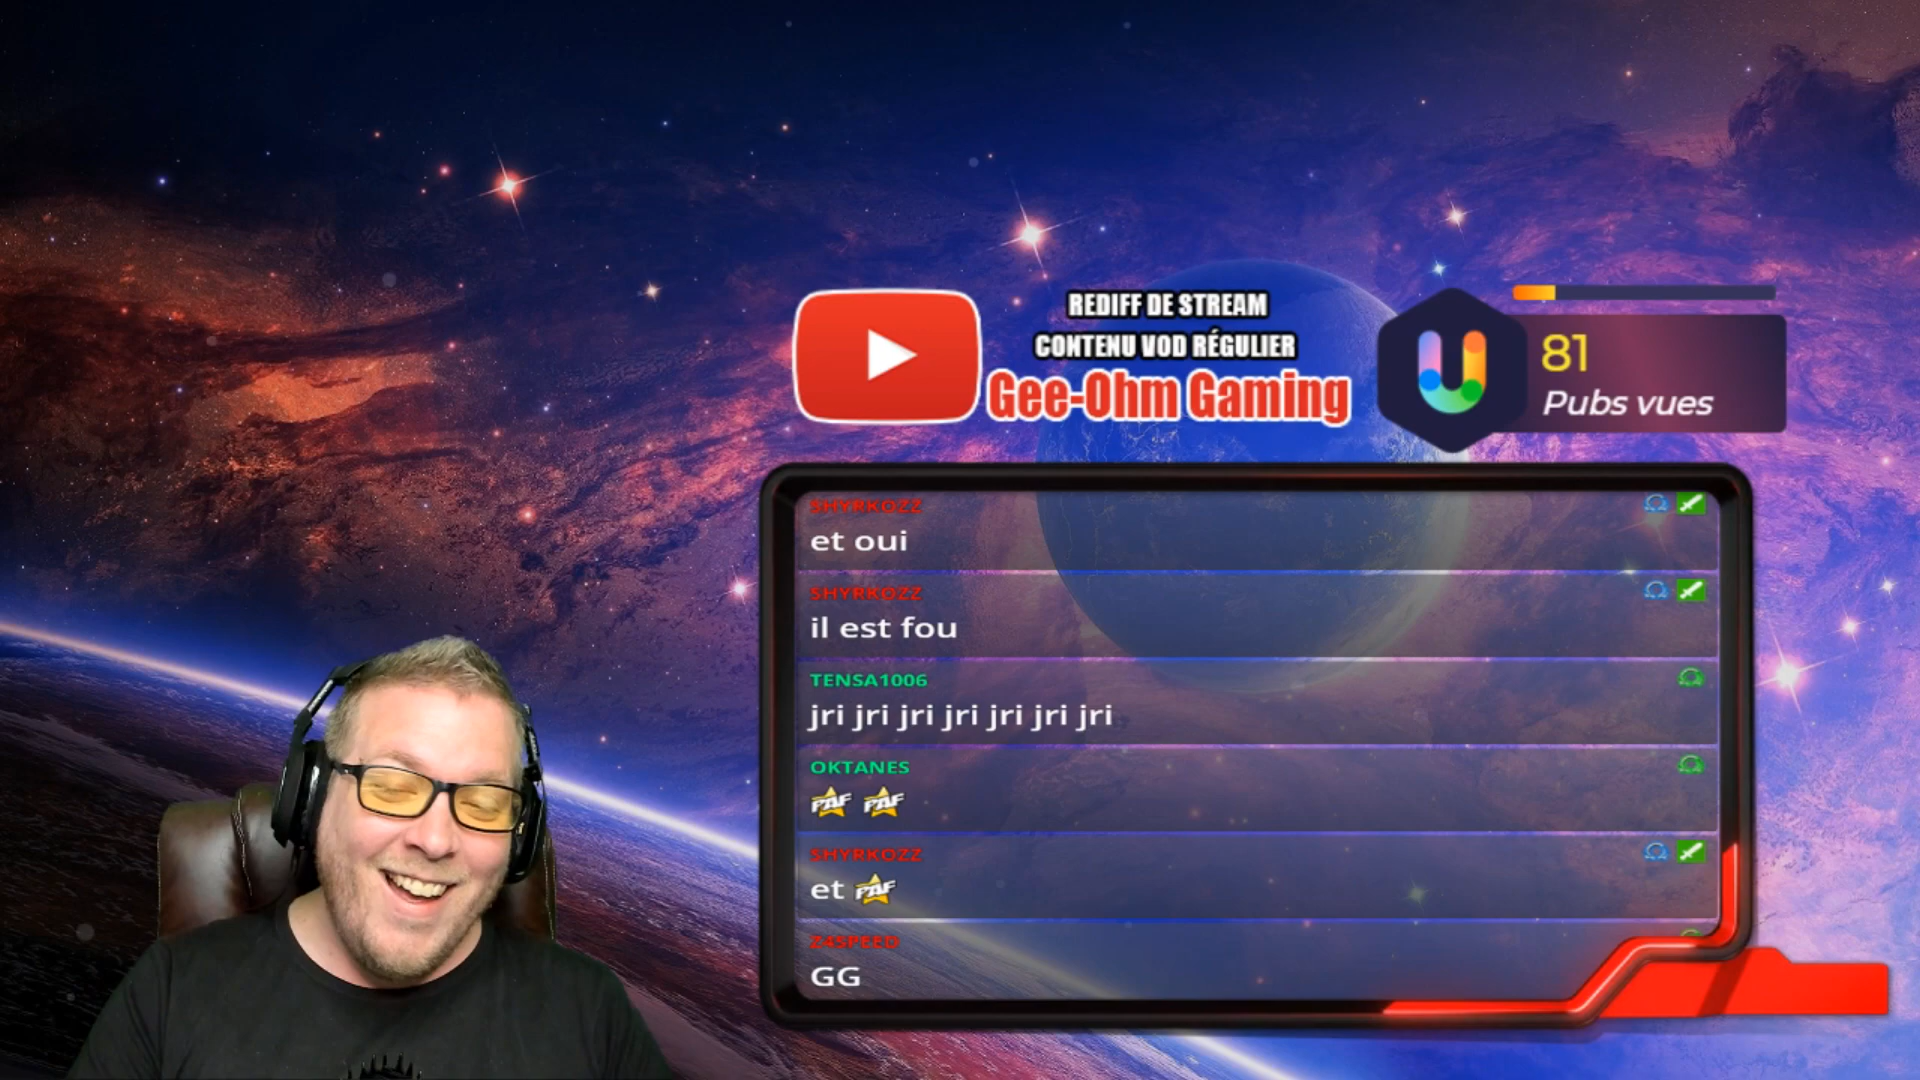 REDIFF DE STREAM
CONTENU VOD RÉGULIER
Gee-Ohm Gaming
81
Pubs vues
SHYRKOZZ
et oui
SHYRKOZZ
il est fou
TENSA1006
jri jri jri jri jri jri jri
OKTANES
PAF PAF
SHYRKOZZ
et PAF
Z4SPEED
GG